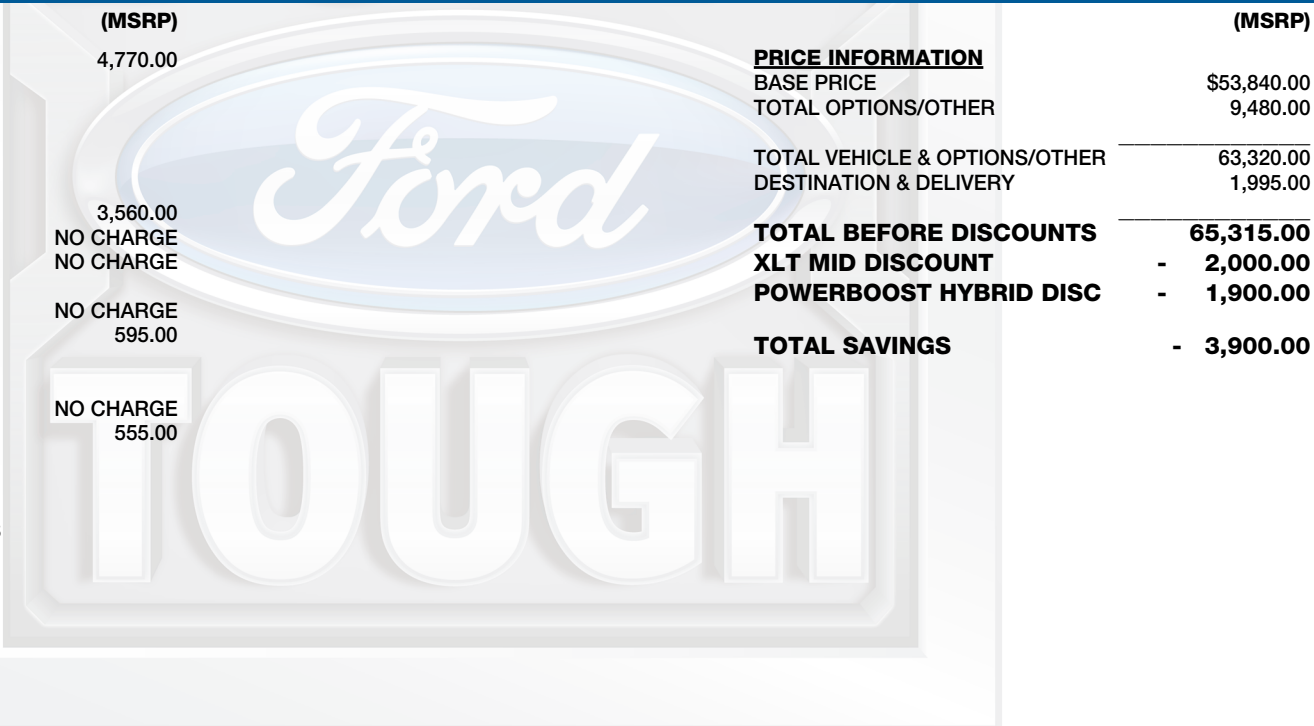 (MSRP)
4,770.00
3,560.00
NO CHARGE
NO CHARGE
NO CHARGE
595.00
NO CHARGE
555.00
Ford
TOUGH
(MSRP)
PRICE INFORMATION
BASE PRICE $53,840.00
TOTAL OPTIONS/OTHER 9,480.00
TOTAL VEHICLE & OPTIONS/OTHER 63,320.00
DESTINATION & DELIVERY 1,995.00
TOTAL BEFORE DISCOUNTS 65,315.00
XLT MID DISCOUNT - 2,000.00
POWERBOOST HYBRID DISC - 1,900.00
TOTAL SAVINGS - 3,900.00